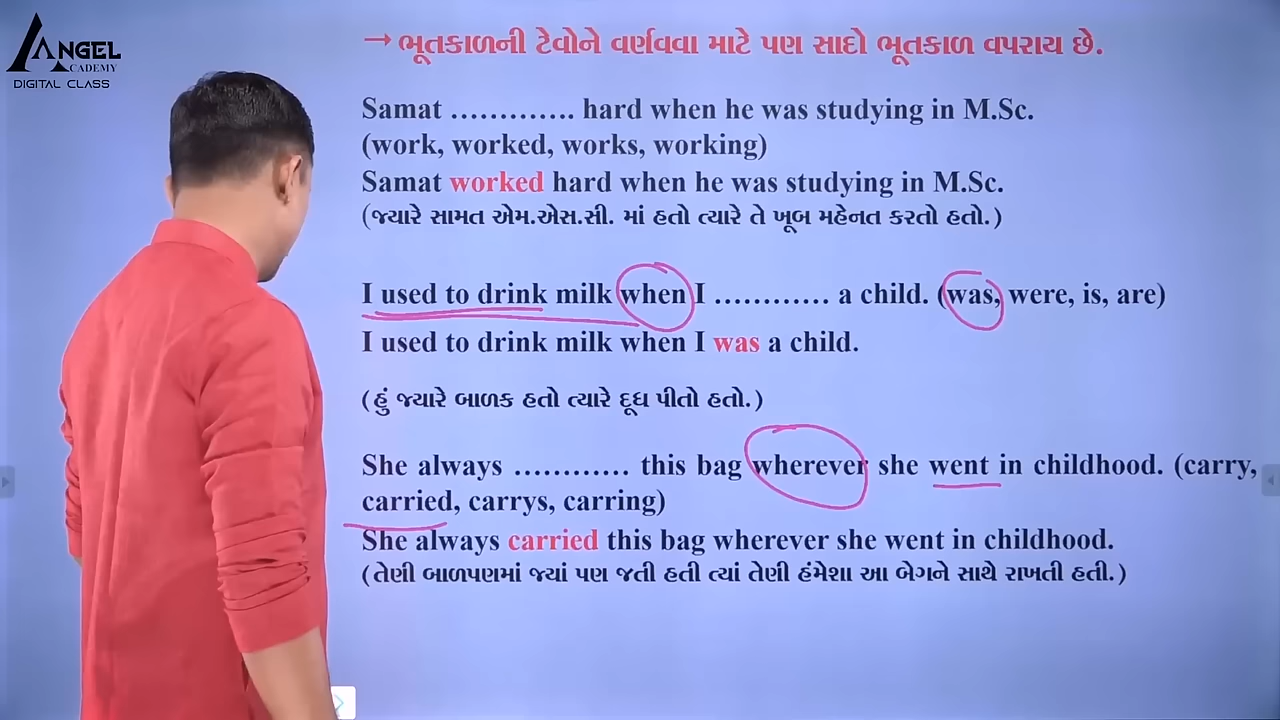 ANGEL
ACADEMY
DIGITAL CLASS
→ ભૂતકાળની ટેવોને વર્ણવવા માટે પણ સાદો ભૂતકાળ વપરાય છે.
Samat …………. hard when he was studying in M.Sc.
(work, worked, works, working)
Samat worked hard when he was studying in M.Sc.
(જ્યારે સામત એમ.એસ.સી. માં હતો ત્યારે તે ખૂબ મહેનત કરતો હતો.)
I used to drink milk when I ………… a child. (was, were, is, are)
I used to drink milk when I was a child.
(હું જ્યારે બાળક હતો ત્યારે દૂધ પીતો હતો.)
She always ………… this bag wherever she went in childhood. (carry,
carried, carrys, carring)
She always carried this bag wherever she went in childhood.
(તેણી બાળપણમાં જ્યાં પણ જતી હતી ત્યાં તેણી હંમેશા આ બેગને સાથે રાખતી હતી.)